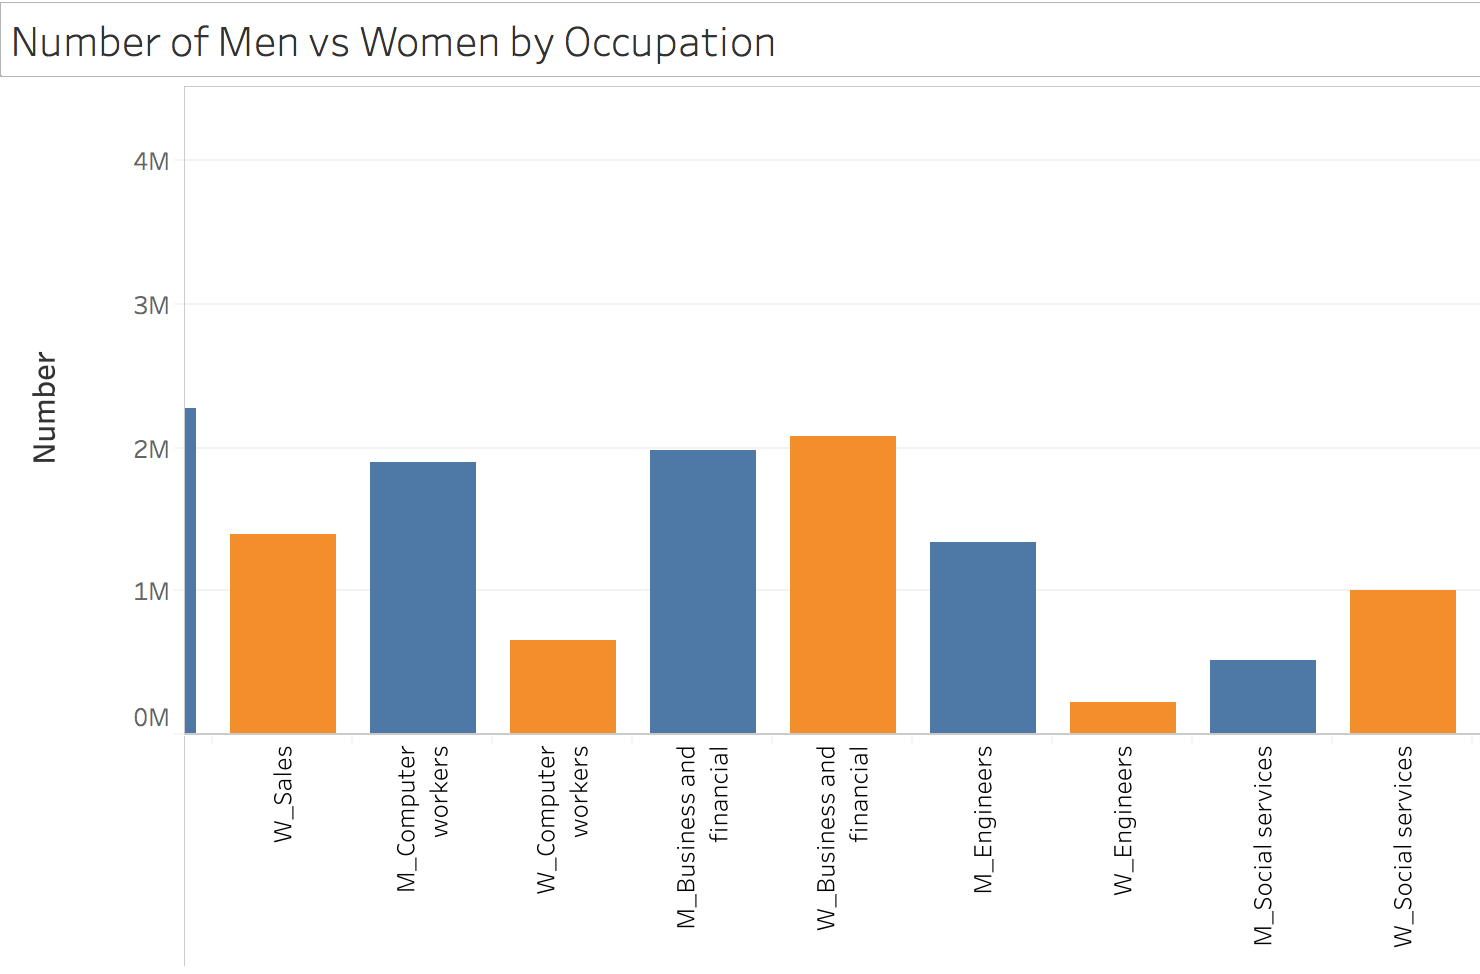 Number of Men vs Women by Occupation
4M
3M
2M
1M
0M
Number
W_Sales
M_Computer
workers
W_Computer
workers
M_Business and
financial
W_Business and
financial
M_Engineers
W_Engineers
M_Social services
W_Social services